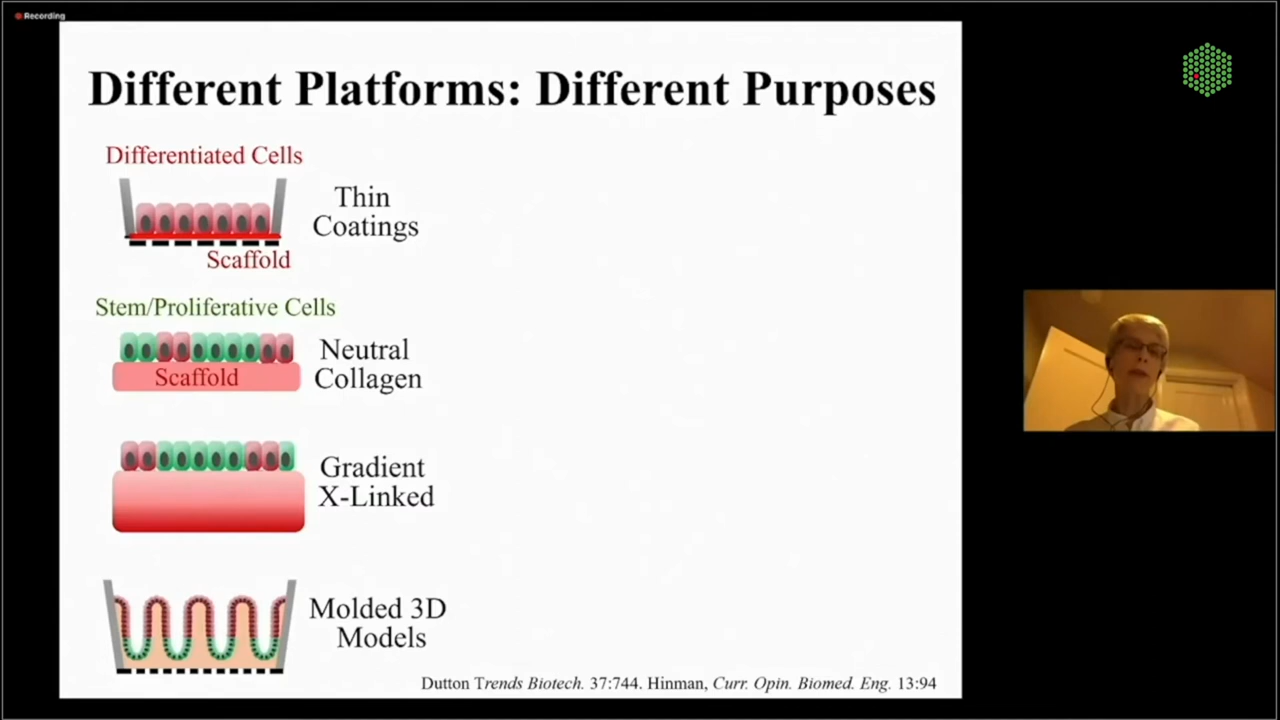 Recording
Different Platforms: Different Purposes
Differentiated Cells
Thin
Coatings
Scaffold
Stem/Proliferative Cells
Neutral
Collagen
Scaffold
Gradient
X-Linked
Molded 3D
Models
Dutton Trends Biotech. 37:744. Hinman, Curr. Opin. Biomed. Eng. 13:94